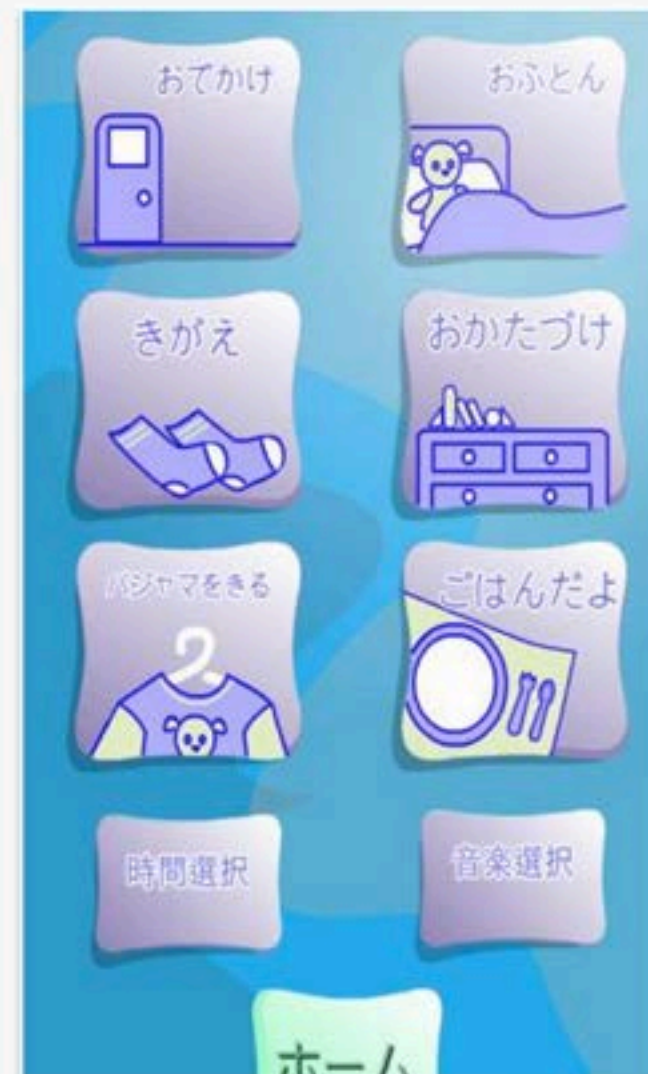 おでかけ
おふとん
きがえ
おかたづけ
パジャマをきる
ごはんだよ
時間選択
音楽選択
ホーム